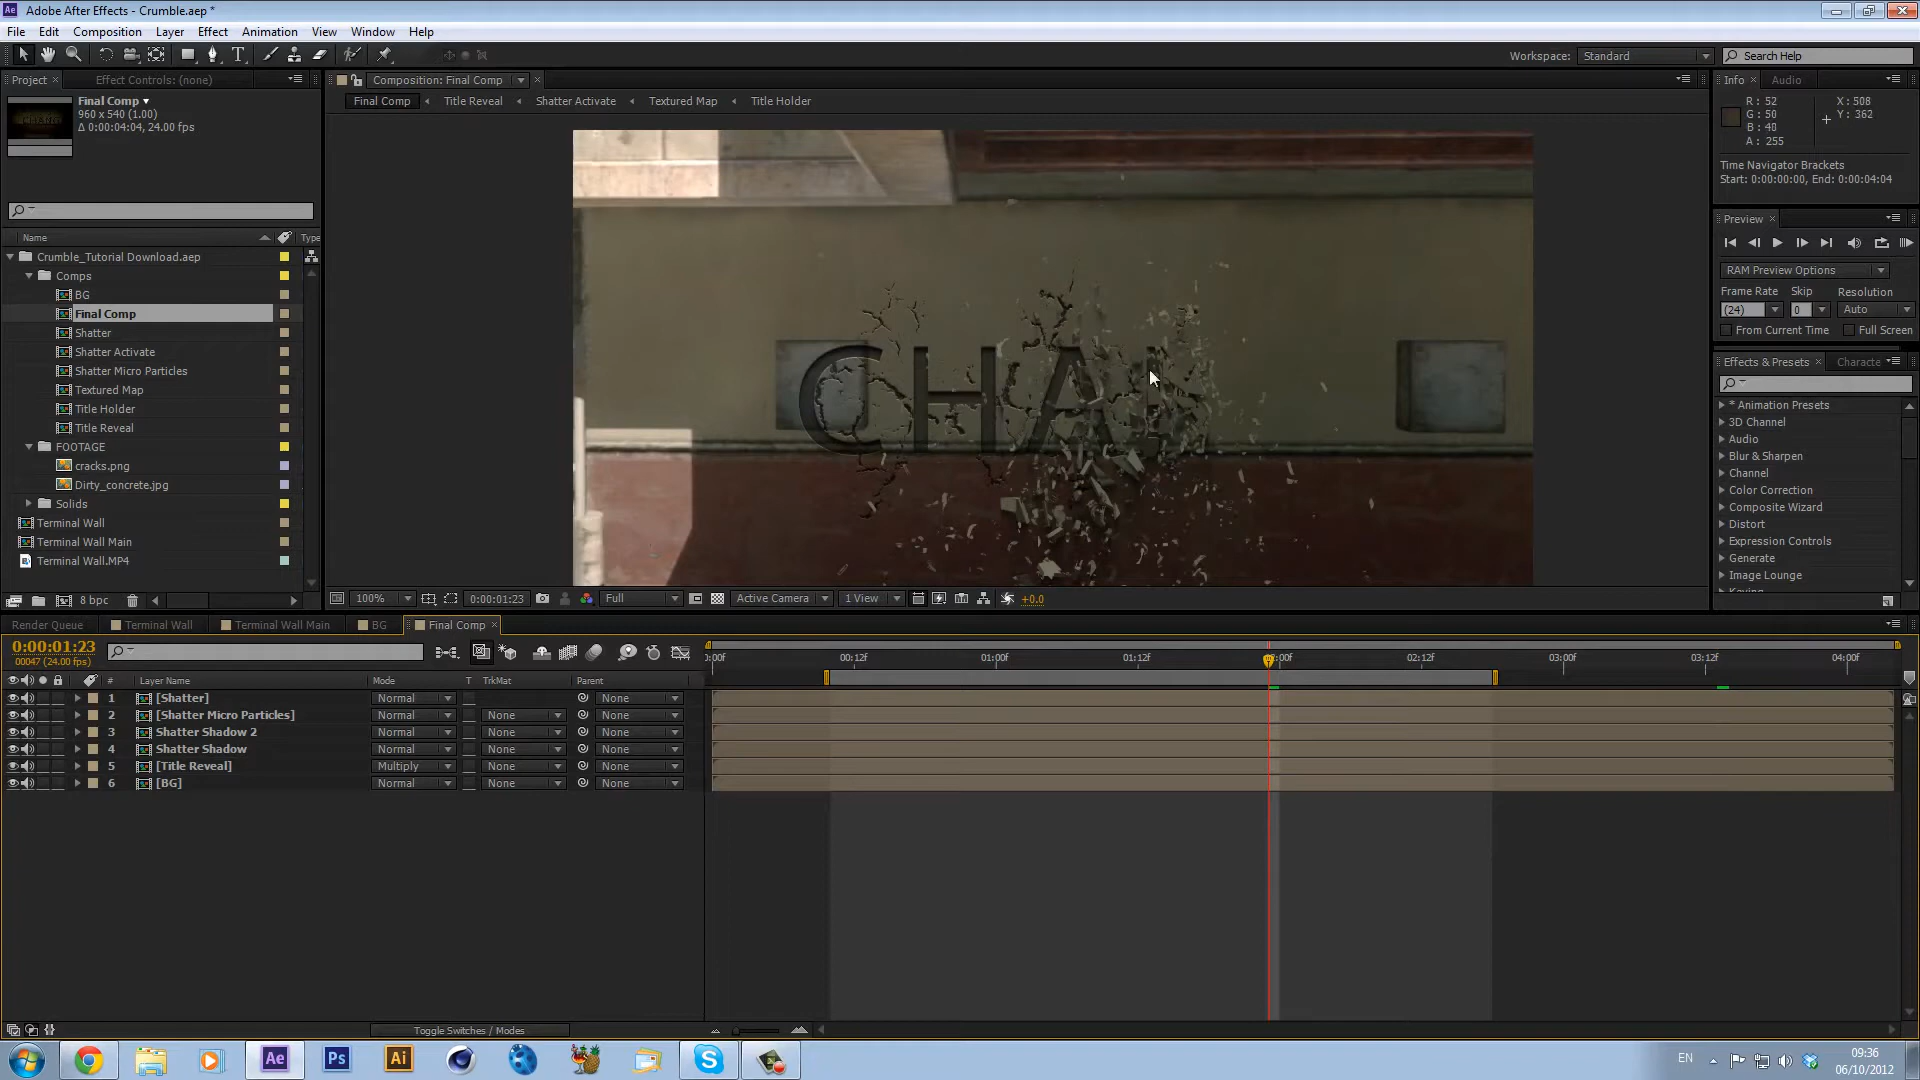 Adobe After Effects - Crumble.aep *
File Edit Composition Layer Effect Animation View Window Help
Workspace: Standard Search Help
Project Effect Controls: (none)
Composition: Final Comp
Info Audio
Final Comp
960 x 540 (1.00)
Δ 0:00:04:04, 24.00 fps
Final Comp Title Reveal Shatter Activate Textured Map Title Holder
R: 52
G: 50
B: 40
A: 255
X: 508
Y: 362
Time Navigator Brackets
Start: 0:00:00:00, End: 0:00:04:04
Preview
RAM Preview Options
Frame Rate Skip Resolution
(24) 0 Auto
From Current Time Full Screen
Name Type
Crumble_Tutorial Download.aep
Comps
BG
Final Comp
Shatter
Shatter Activate
Shatter Micro Particles
Textured Map
Title Holder
Title Reveal
FOOTAGE
cracks.png
Dirty_concrete.jpg
Solids
Terminal Wall
Terminal Wall Main
Terminal Wall.MP4
8 bpc
CHA
Effects & Presets Characte
* Animation Presets
3D Channel
Audio
Blur & Sharpen
Channel
Color Correction
Composite Wizard
Distort
Expression Controls
Generate
Image Lounge
Keying
100% 0:00:01:23 Full Active Camera 1 View +0.0
Render Queue Terminal Wall Terminal Wall Main BG Final Comp
0:00:01:23
00047 (24.00 fps)
:00f 00:12f 01:00f 01:12f :00f 02:12f 03:00f 03:12f 04:00f
# Layer Name Mode T TrkMat Parent
1 [Shatter] Normal None
2 [Shatter Micro Particles] Normal None None
3 Shatter Shadow 2 Normal None None
4 Shatter Shadow Normal None None
5 [Title Reveal] Multiply None None
6 [BG] Normal None None
Toggle Switches / Modes
Ae Ps Ai
EN
09:36
06/10/2012